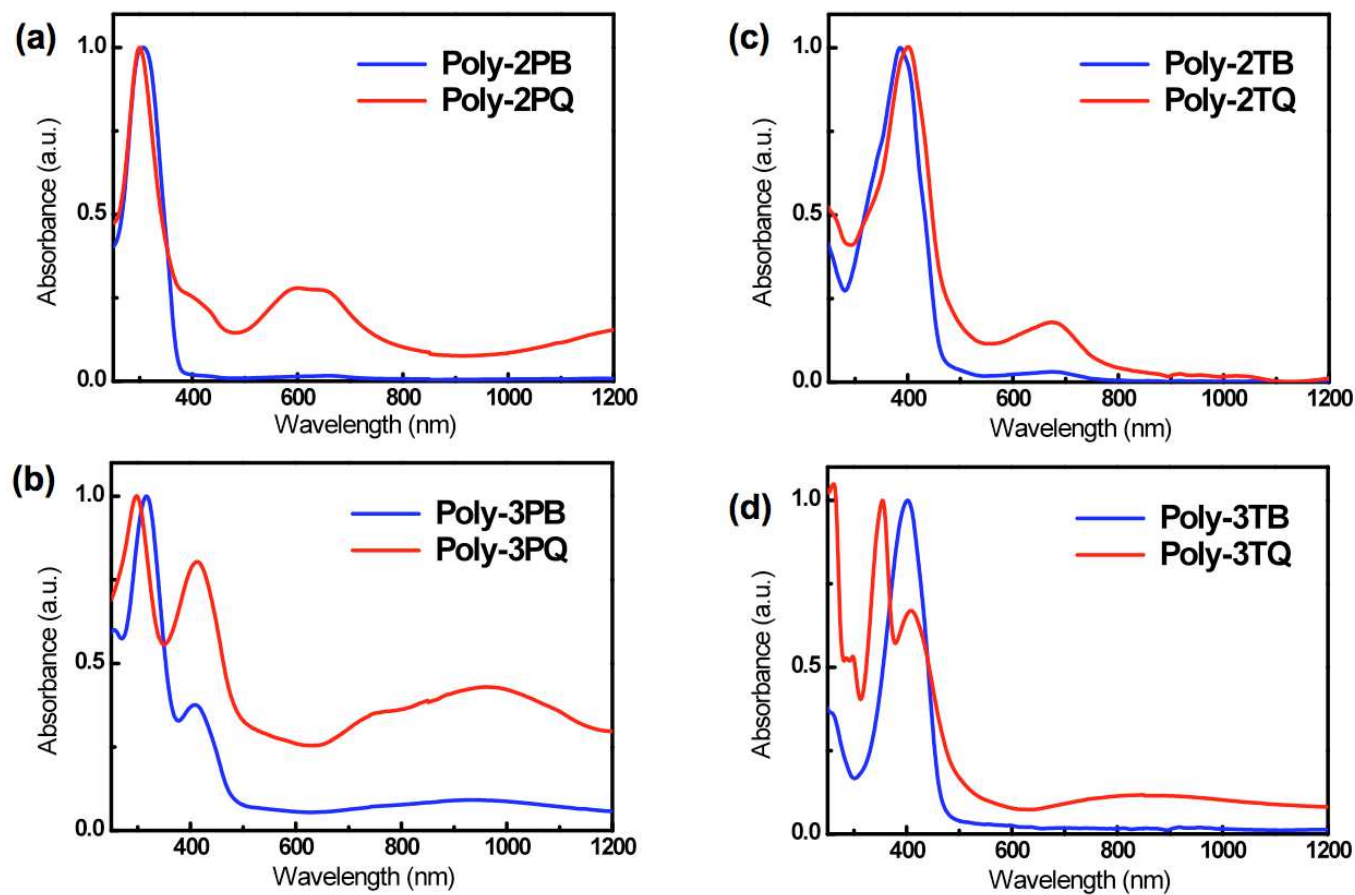 (a)
1.0
0.5
0.0
Absorbance (a.u.)
Poly-2PB
Poly-2PQ
400 600 800 1000 1200
Wavelength (nm)
(c)
1.0
0.5
0.0
Absorbance (a.u.)
Poly-2TB
Poly-2TQ
400 600 800 1000 1200
Wavelength (nm)
(b)
1.0
0.5
0.0
Absorbance (a.u.)
Poly-3PB
Poly-3PQ
400 600 800 1000 1200
Wavelength (nm)
(d)
1.0
0.5
0.0
Absorbance (a.u.)
Poly-3TB
Poly-3TQ
400 600 800 1000 1200
Wavelength (nm)